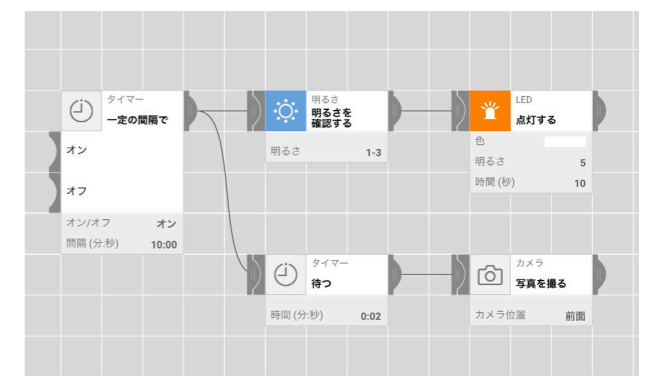 タイマー
一定の間隔で
オン
オフ
オン/オフ オン
間隔 (分:秒) 10:00
明るさ
明るさを
確認する
明るさ 1-3
LED
点灯する
色
明るさ 5
時間 (秒) 10
タイマー
待つ
時間 (分:秒) 0:02
カメラ
写真を撮る
カメラ位置 前面